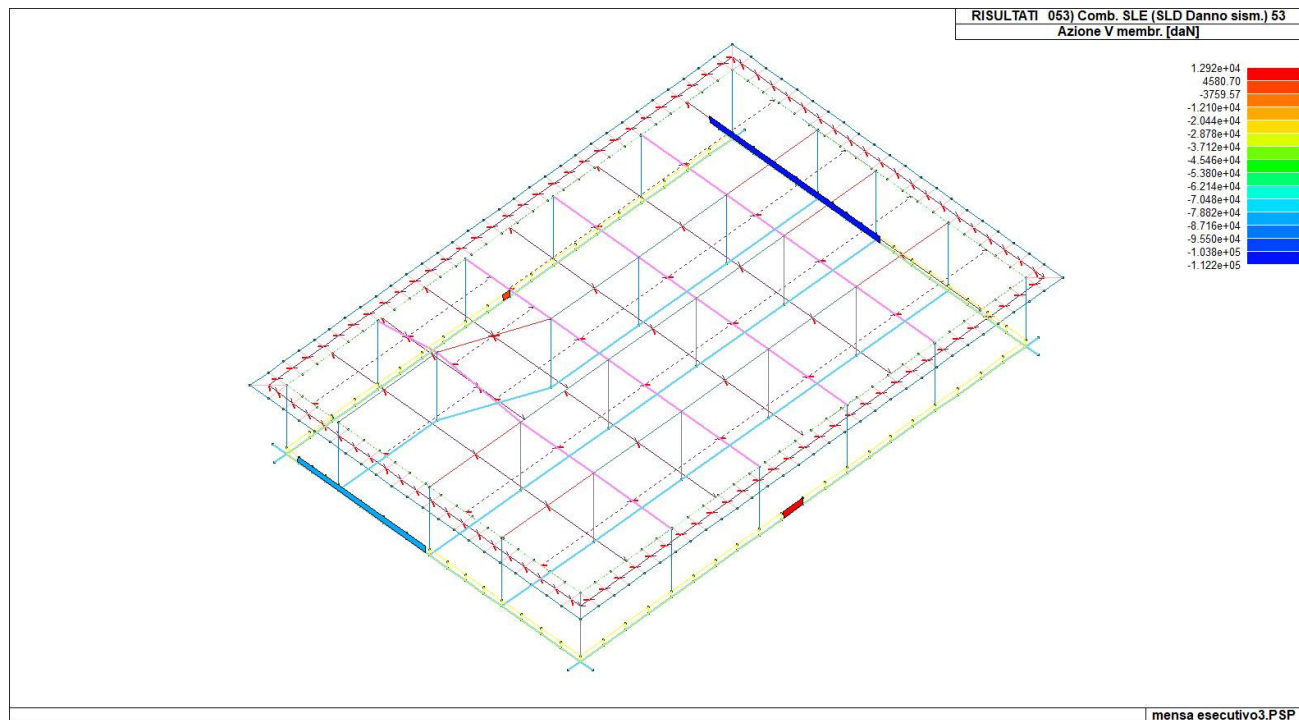 RISULTATI 053) Comb. SLE (SLD Danno sism.) 53
Azione V membr. [daN]
1.292e+04
4580.70
-3759.57
-1.210e+04
-2.044e+04
-2.878e+04
-3.712e+04
-4.546e+04
-5.380e+04
-6.214e+04
-7.048e+04
-7.882e+04
-8.716e+04
-9.550e+04
-1.038e+05
-1.122e+05
mensa esecutivo3.PSP